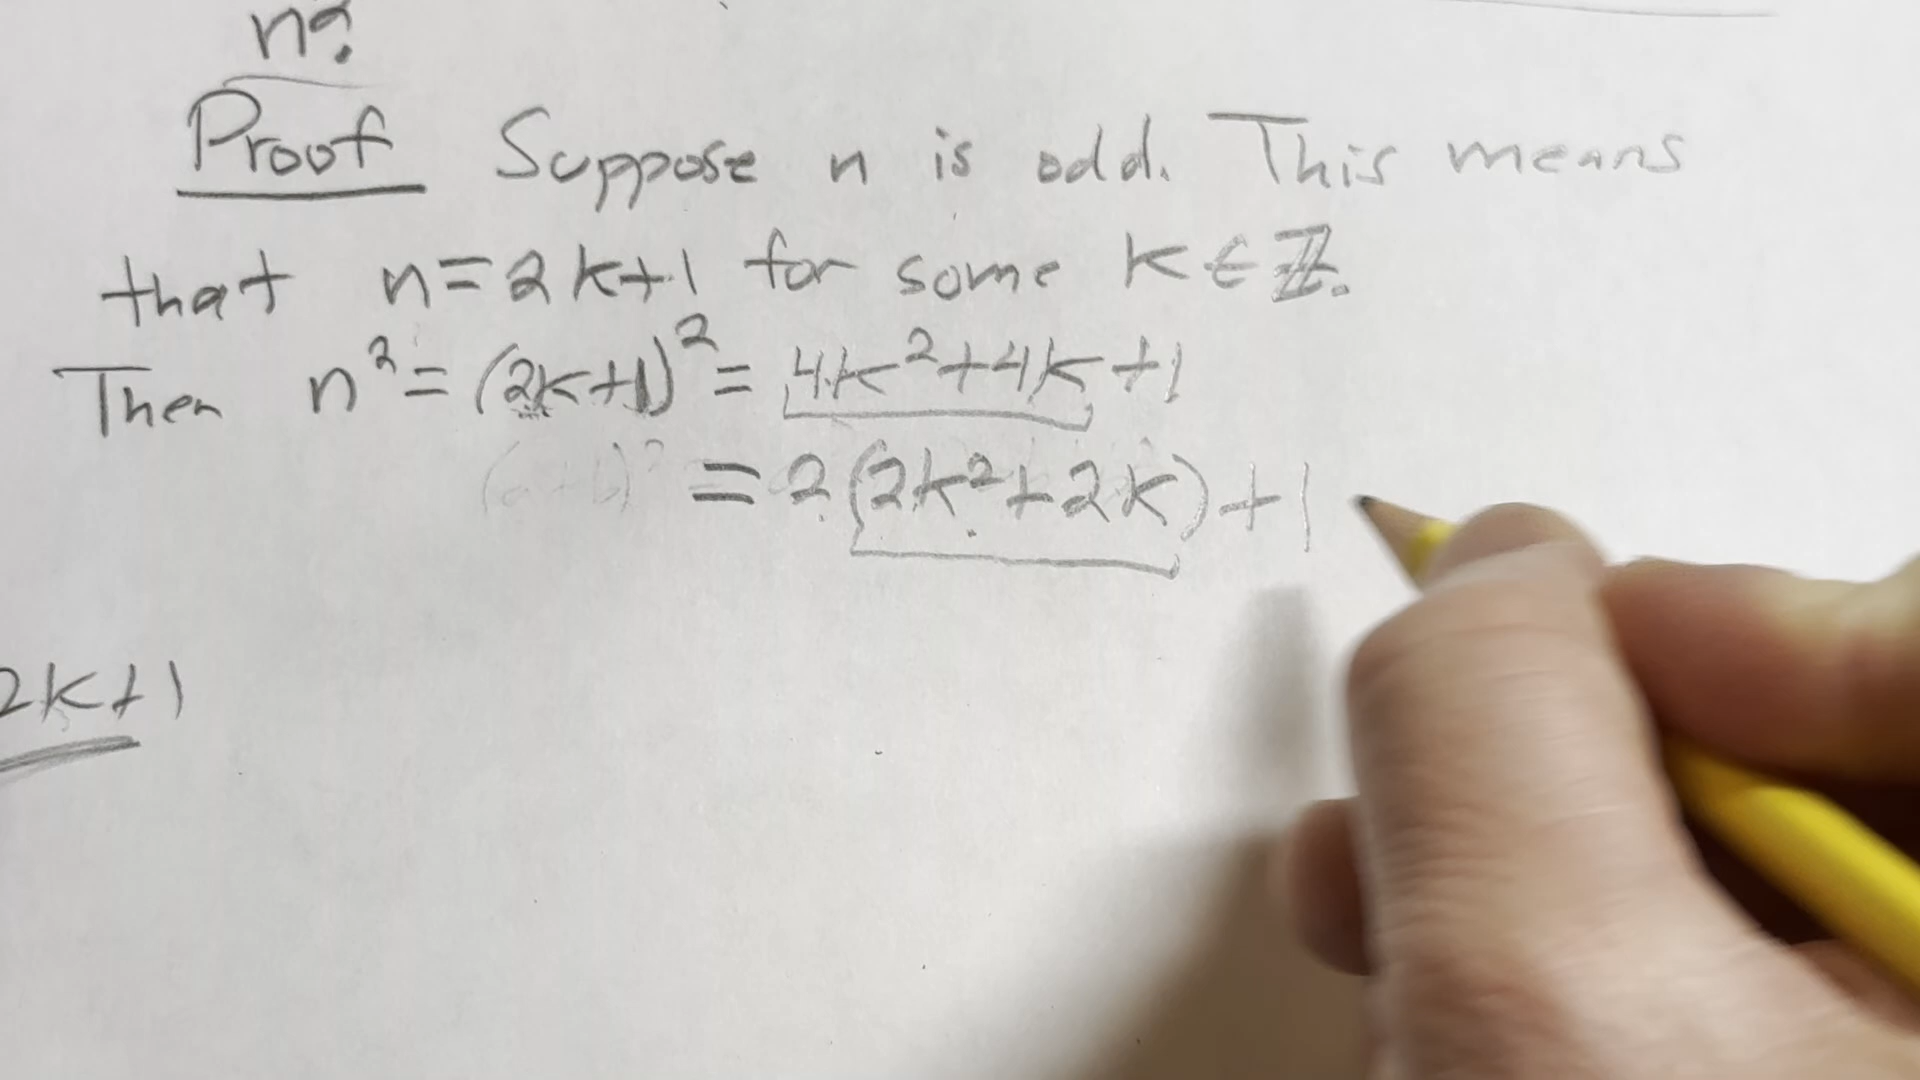 n?
Proof Suppose n is odd. This means
that n=2k+1 for some k∈ℤ.
Then n²=(2k+1)²=4k²+4k+1
=2(2k²+2k)+1
2k+1